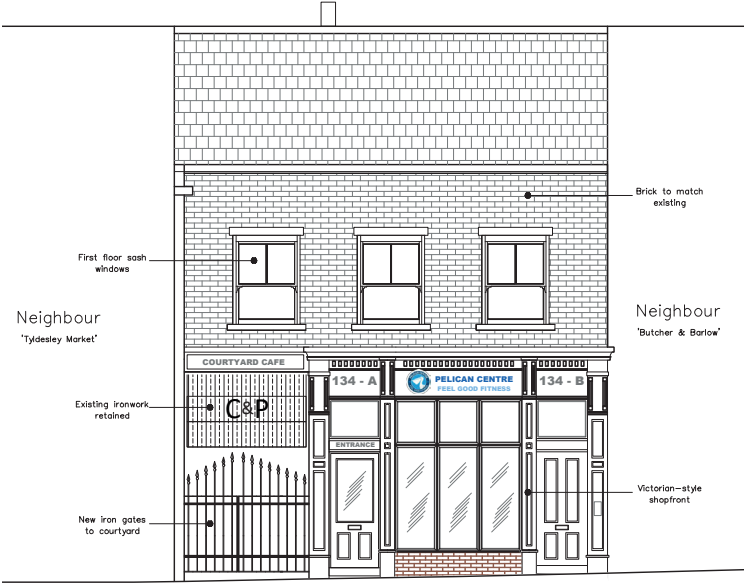 Brick to match
existing
First floor sash
windows
Neighbour
'Tyldesley Market'
Neighbour
'Butcher & Barlow'
COURTYARD CAFE
134 - A
PELICAN CENTRE
FEEL GOOD FITNESS
134 - B
Existing ironwork
retained
C&P
ENTRANCE
Victorian-style
shopfront
New iron gates
to courtyard